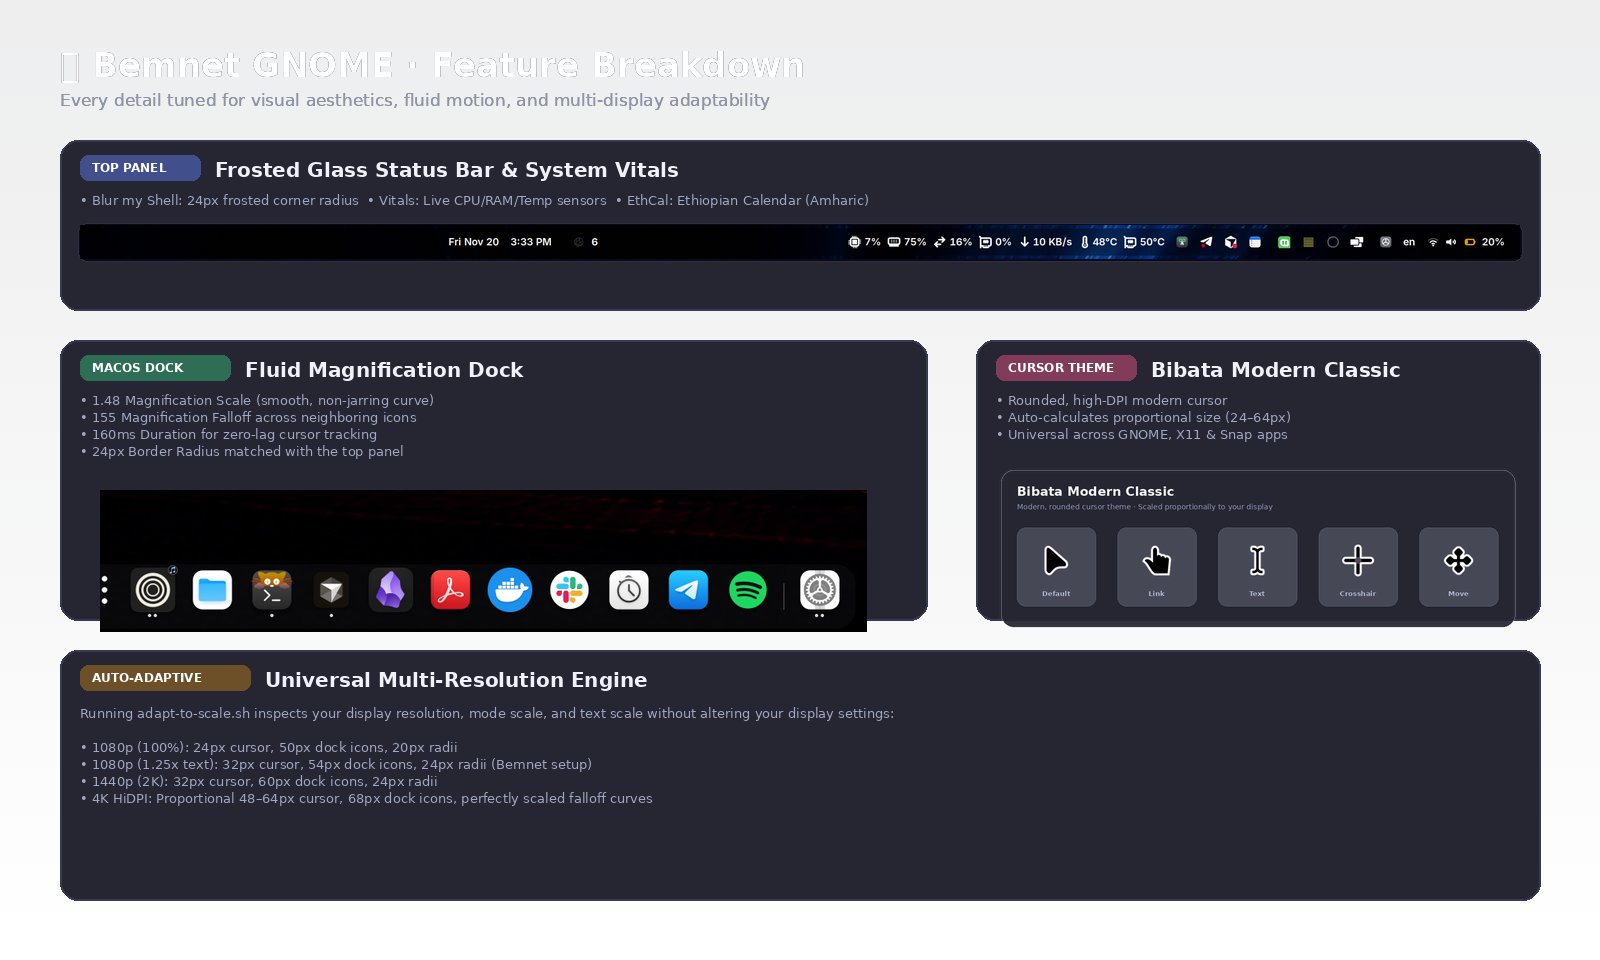 Bemnet GNOME · Feature Breakdown
Every detail tuned for visual aesthetics, fluid motion, and multi-display adaptability
TOP PANEL
Frosted Glass Status Bar & System Vitals
• Blur my Shell: 24px frosted corner radius • Vitals: Live CPU/RAM/Temp sensors • EthCal: Ethiopian Calendar (Amharic)
Fri Nov 20 3:33 PM 6 7% 75% 16% 0% 10 KB/s 48°C 50°C en 20%
MACOS DOCK
Fluid Magnification Dock
• 1.48 Magnification Scale (smooth, non-jarring curve)
• 155 Magnification Falloff across neighboring icons
• 160ms Duration for zero-lag cursor tracking
• 24px Border Radius matched with the top panel
CURSOR THEME
Bibata Modern Classic
• Rounded, high-DPI modern cursor
• Auto-calculates proportional size (24–64px)
• Universal across GNOME, X11 & Snap apps
Bibata Modern Classic
Modern, rounded cursor theme · Scaled proportionally to your display
Default Link Text Crosshair Move
AUTO-ADAPTIVE
Universal Multi-Resolution Engine
Running adapt-to-scale.sh inspects your display resolution, mode scale, and text scale without altering your display settings:
• 1080p (100%): 24px cursor, 50px dock icons, 20px radii
• 1080p (1.25x text): 32px cursor, 54px dock icons, 24px radii (Bemnet setup)
• 1440p (2K): 32px cursor, 60px dock icons, 24px radii
• 4K HiDPI: Proportional 48–64px cursor, 68px dock icons, perfectly scaled falloff curves